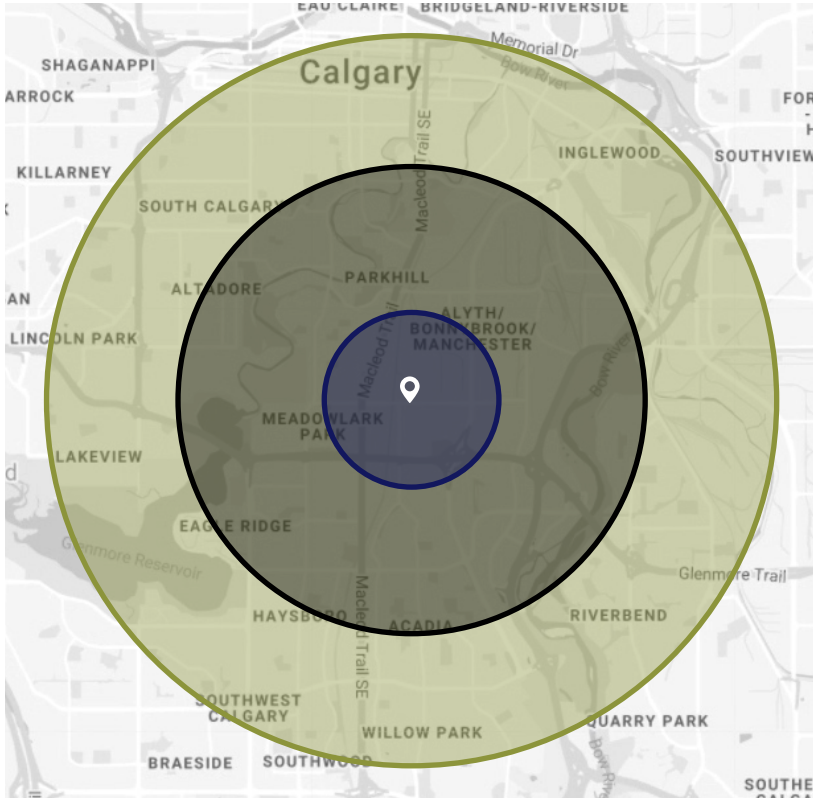 EAU CLAIRE
BRIDGELAND-RIVERSIDE
Memorial Dr
SHAGANAPPI
Calgary
Bow River
ARROCK
FOR
-
H
Macleod Trail SE
INGLEWOOD
SOUTHVIEW
KILLARNEY
SOUTH CALGARY
PARKHILL
ALTADORE
AN
ALYTH/
BONNYBROOK/
MANCHESTER
LINCOLN PARK
Macleod Trail
Bow River
MEADOWLARK
PARK
LAKEVIEW
d
EAGLE RIDGE
Glenmore Reservoir
Glenmore Trail
HAYSBORO
ACADIA
RIVERBEND
Macleod Trail SE
SOUTHWEST
CALGARY
WILLOW PARK
QUARRY PARK
BRAESIDE
SOUTHWOOD
Bow River
SOUTHE
CALGA